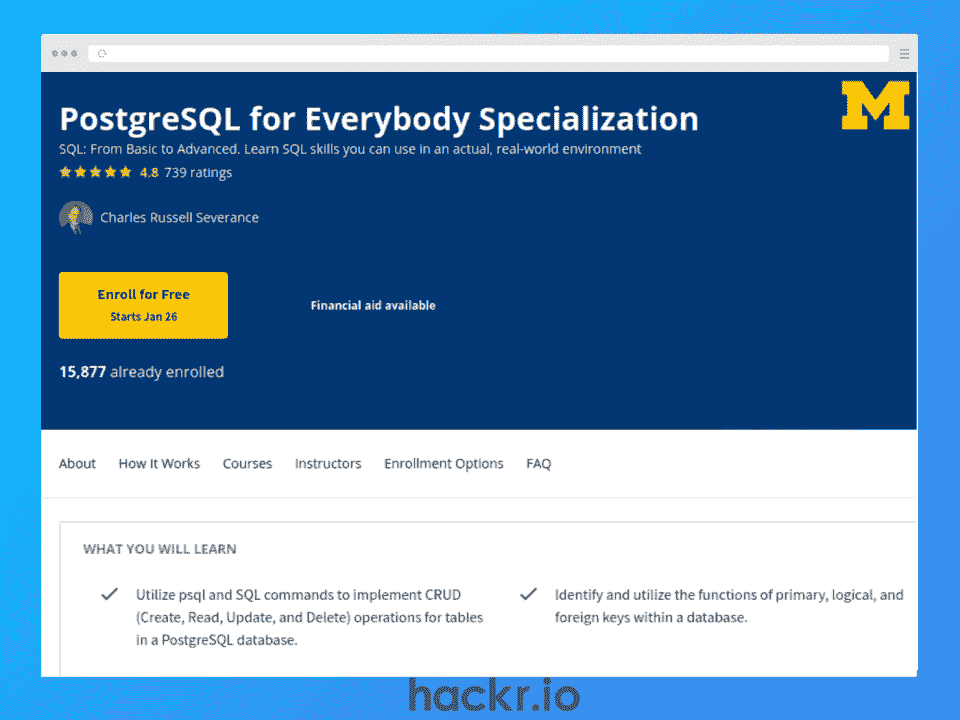 PostgreSQL for Everybody Specialization
M
SQL: From Basic to Advanced. Learn SQL skills you can use in an actual, real-world environment
4.8 739 ratings
Charles Russell Severance
Enroll for Free
Starts Jan 26
Financial aid available
15,877 already enrolled
About How It Works Courses Instructors Enrollment Options FAQ
WHAT YOU WILL LEARN
Utilize psql and SQL commands to implement CRUD
(Create, Read, Update, and Delete) operations for tables
in a PostgreSQL database.
Identify and utilize the functions of primary, logical, and
foreign keys within a database.
hackr.io